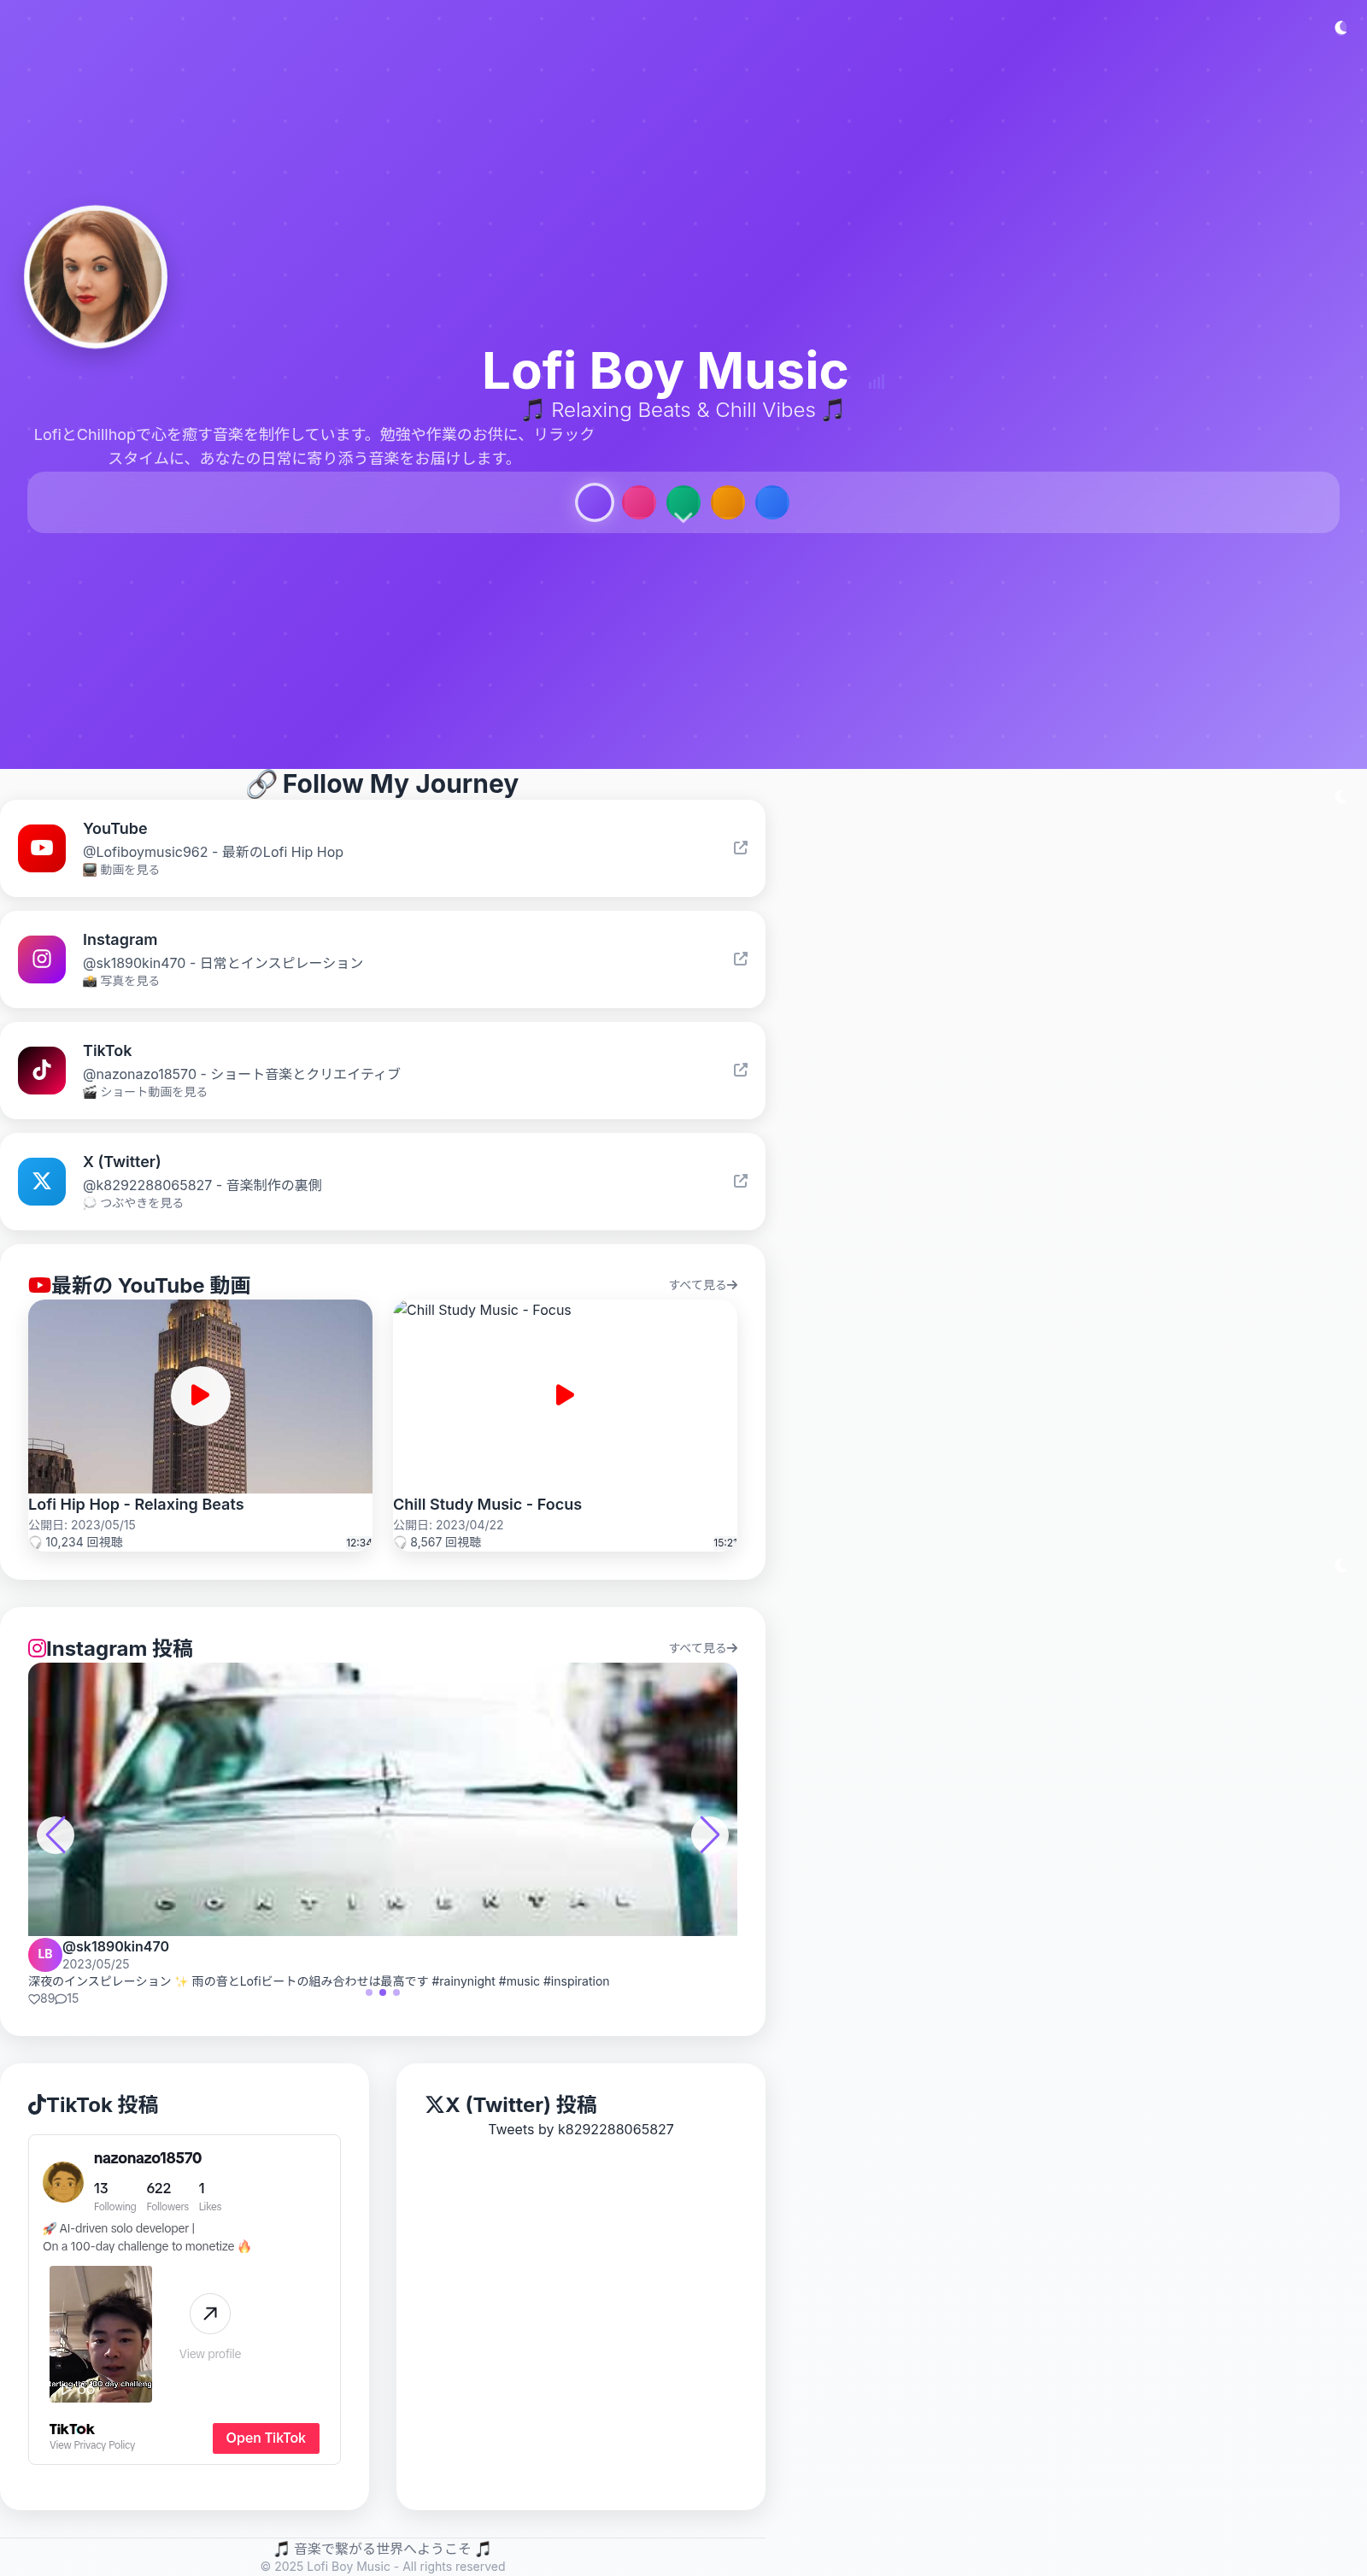 Lofi Boy Music
🎵 Relaxing Beats & Chill Vibes 🎵
LofiとChillhopで心を癒す音楽を制作しています。勉強や作業のお供に、リラック
スタイムに、あなたの日常に寄り添う音楽をお届けします。
🔗 Follow My Journey
YouTube
@Lofiboymusic962 - 最新のLofi Hip Hop
📺 動画を見る
Instagram
@sk1890kin470 - 日常とインスピレーション
📸 写真を見る
TikTok
@nazonazo18570 - ショート音楽とクリエイティブ
🎬 ショート動画を見る
X (Twitter)
@k8292288065827 - 音楽制作の裏側
💭 つぶやきを見る
最新の YouTube 動画
すべて見る
Chill Study Music - Focus
Lofi Hip Hop - Relaxing Beats
公開日: 2023/05/15
🎧 10,234 回視聴
12:34
Chill Study Music - Focus
公開日: 2023/04/22
🎧 8,567 回視聴
15:21
Instagram 投稿
すべて見る
CONTINENTAL
LB
@sk1890kin470
2023/05/25
深夜のインスピレーション ✨ 雨の音とLofiビートの組み合わせは最高です #rainynight #music #inspiration
89 15
TikTok 投稿
nazonazo18570
13 622 1
Following Followers Likes
🚀 AI-driven solo developer |
On a 100-day challenge to monetize 🔥
View profile
TikTok
View Privacy Policy
Open TikTok
X (Twitter) 投稿
Tweets by k8292288065827
🎵 音楽で繋がる世界へようこそ 🎵
© 2025 Lofi Boy Music - All rights reserved